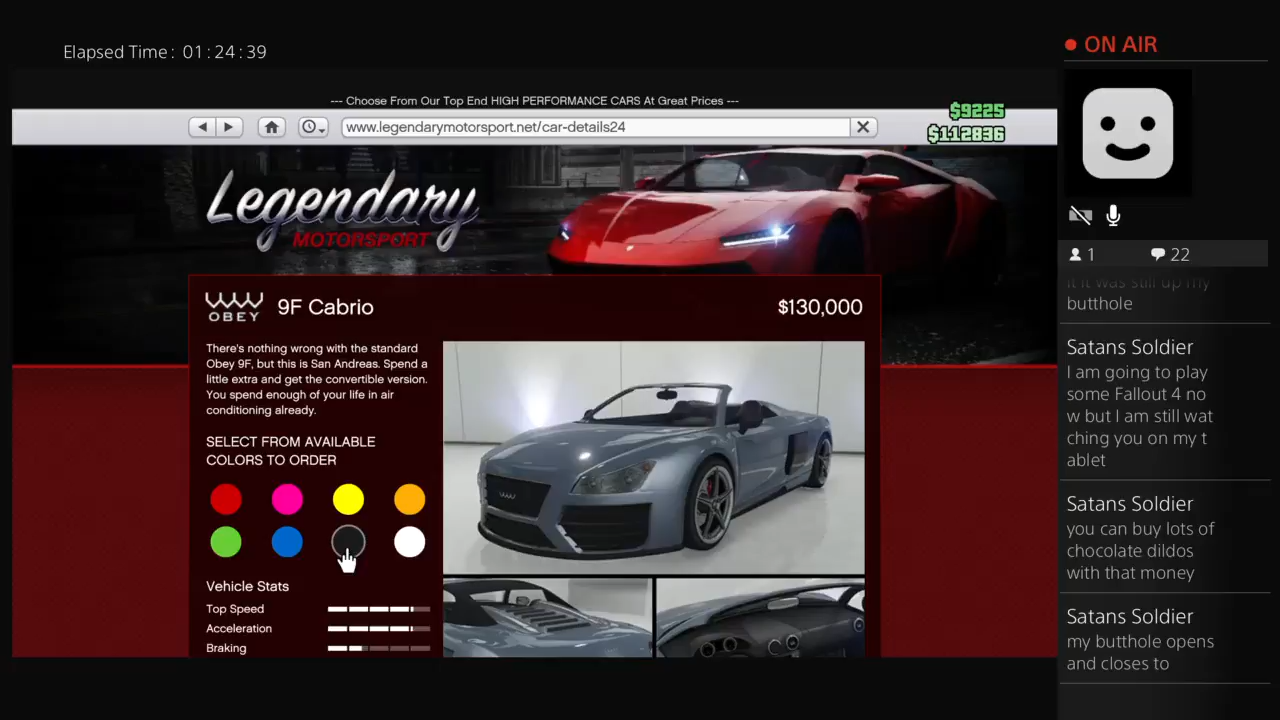 Elapsed Time: 01:24:39
ON AIR
--- Choose From Our Top End HIGH PERFORMANCE CARS At Great Prices ---
www.legendarymotorsport.net/car-details24
$9225
$112836
Legendary
MOTORSPORT
OBEY
9F Cabrio
$130,000
There's nothing wrong with the standard
Obey 9F, but this is San Andreas. Spend a
little extra and get the convertible version.
You spend enough of your life in air
conditioning already.
SELECT FROM AVAILABLE
COLORS TO ORDER
Vehicle Stats
Top Speed
Acceleration
Braking
1
22
it it was still up my
butthole
Satans Soldier
I am going to play
some Fallout 4 no
w but I am still wat
ching you on my t
ablet
Satans Soldier
you can buy lots of
chocolate dildos
with that money
Satans Soldier
my butthole opens
and closes to